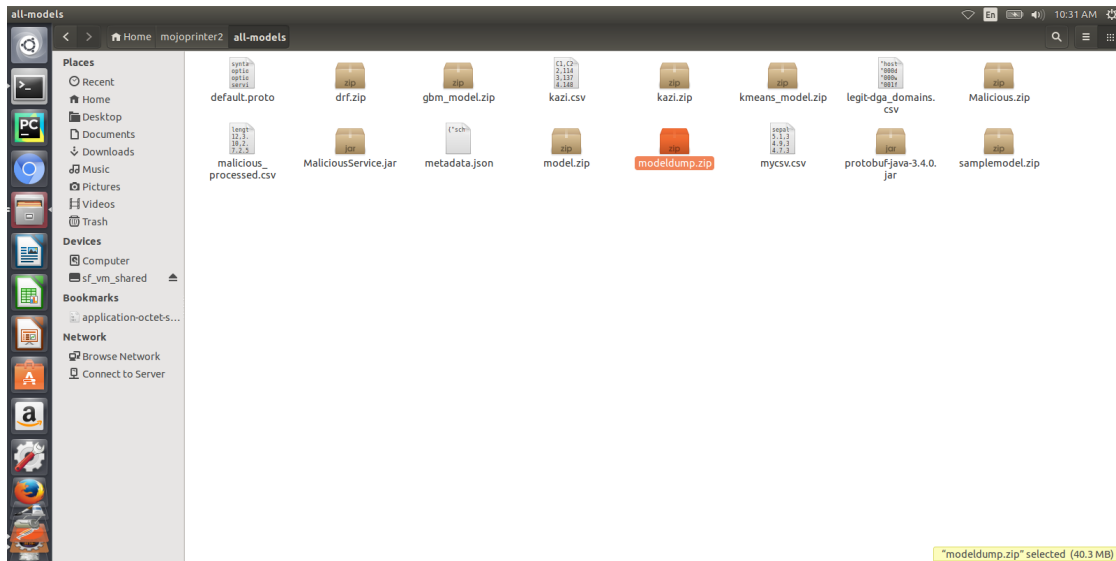 all-models
En
10:31 AM
Home mojoprinter2 all-models
Places
Recent
Home
Desktop
Documents
Downloads
Music
Pictures
Videos
Trash
Devices
Computer
sf_vm_shared
Bookmarks
application-octet-s...
Network
Browse Network
Connect to Server
default.proto
zip
drf.zip
zip
gbm_model.zip
kazi.csv
zip
kazi.zip
zip
kmeans_model.zip
legit-dga_domains.
csv
zip
Malicious.zip
malicious_
processed.csv
jar
MaliciousService.jar
{"sch
metadata.json
zip
model.zip
zip
modeldump.zip
mycsv.csv
jar
protobuf-java-3.4.0.
jar
zip
samplemodel.zip
PC
a
"modeldump.zip" selected (40.3 MB)